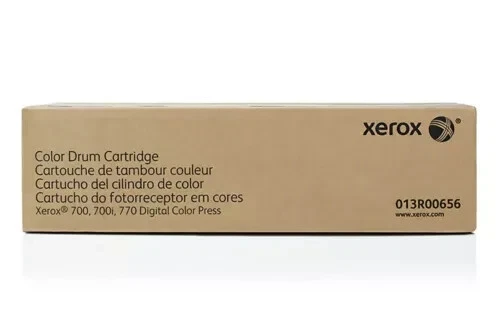 xerox
Color Drum Cartridge
Cartouche de tambour couleur
Cartucho del cilindro de color
Cartucho do fotorreceptor em cores
Xerox® 700, 700i, 770 Digital Color Press
013R00656
www.xerox.com